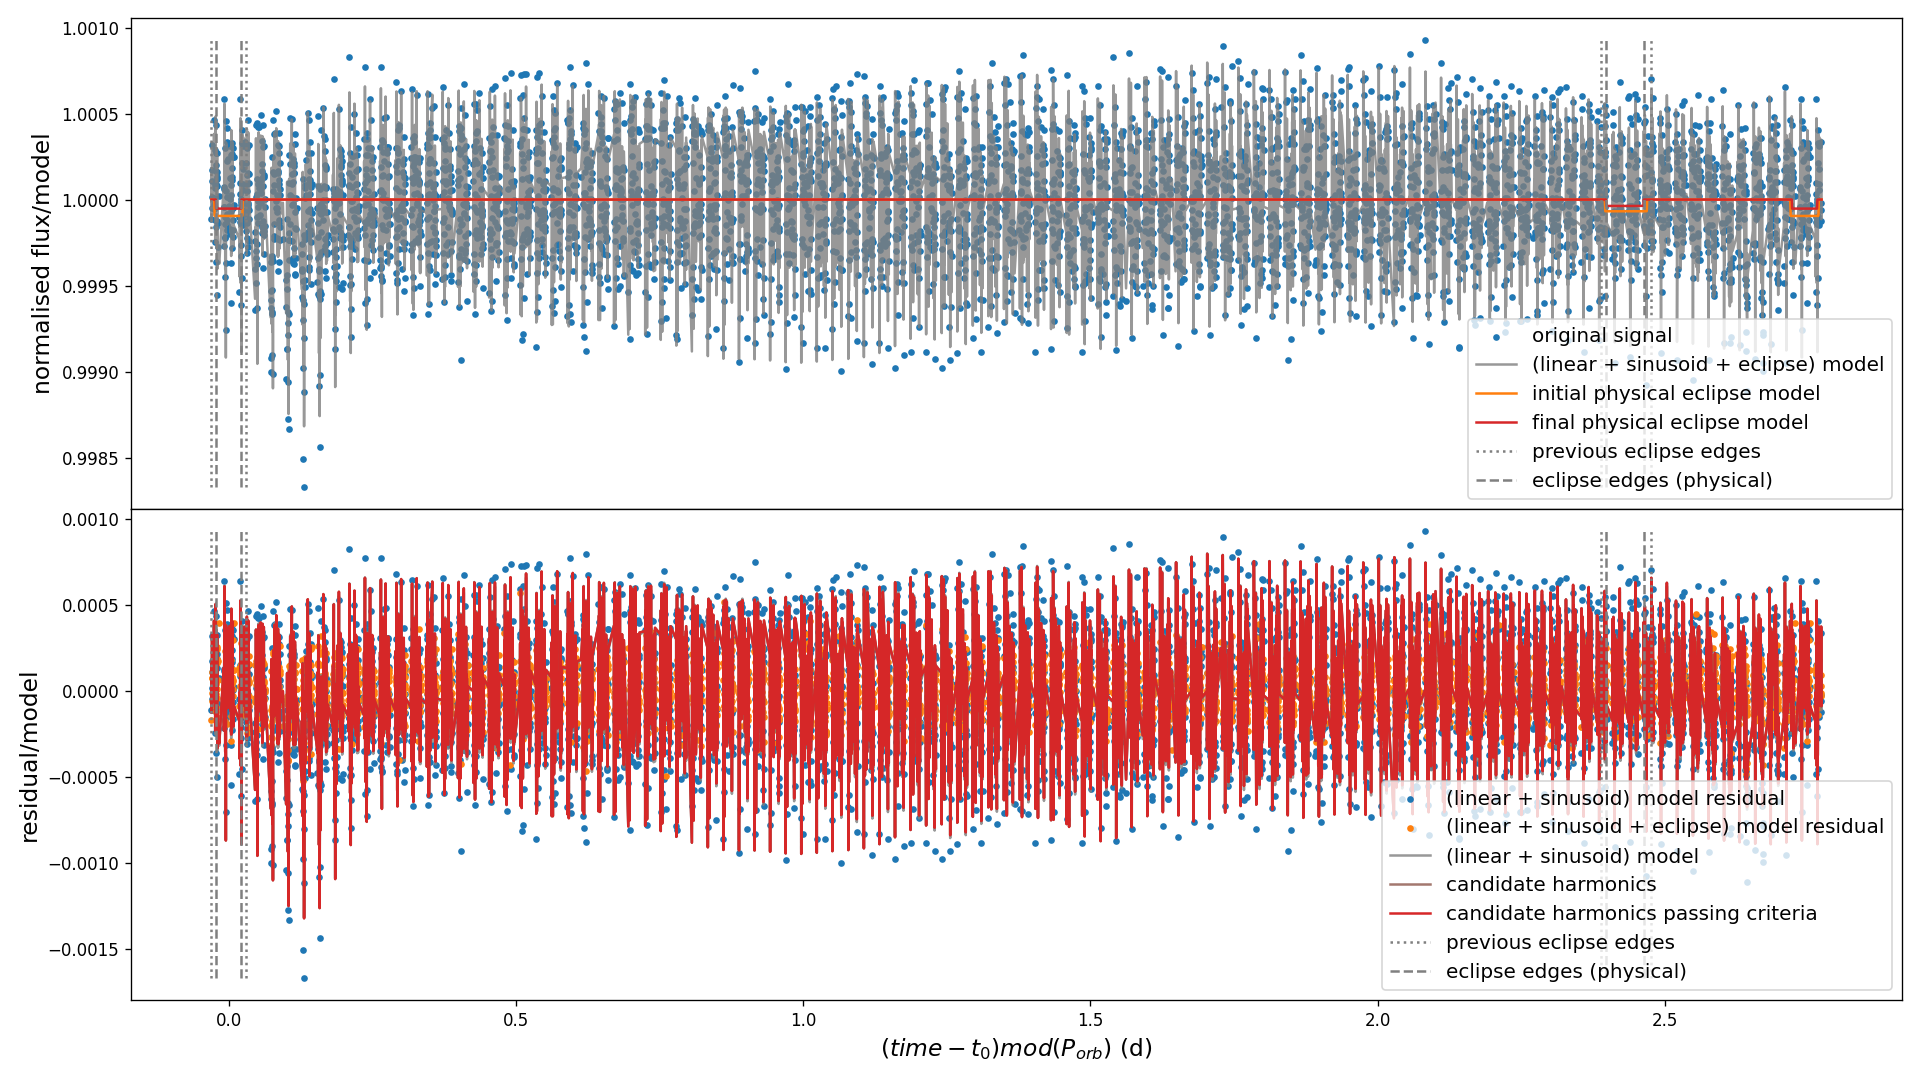 1.0010
1.0005
1.0000
0.9995
0.9990
0.9985
normalised flux/model
original signal
(linear + sinusoid + eclipse) model
initial physical eclipse model
final physical eclipse model
previous eclipse edges
eclipse edges (physical)
0.0010
0.0005
0.0000
−0.0005
−0.0010
−0.0015
residual/model
(linear + sinusoid) model residual
(linear + sinusoid + eclipse) model residual
(linear + sinusoid) model
candidate harmonics
candidate harmonics passing criteria
previous eclipse edges
eclipse edges (physical)
0.0 0.5 1.0 1.5 2.0 2.5
(time − t₀)mod(P_orb) (d)